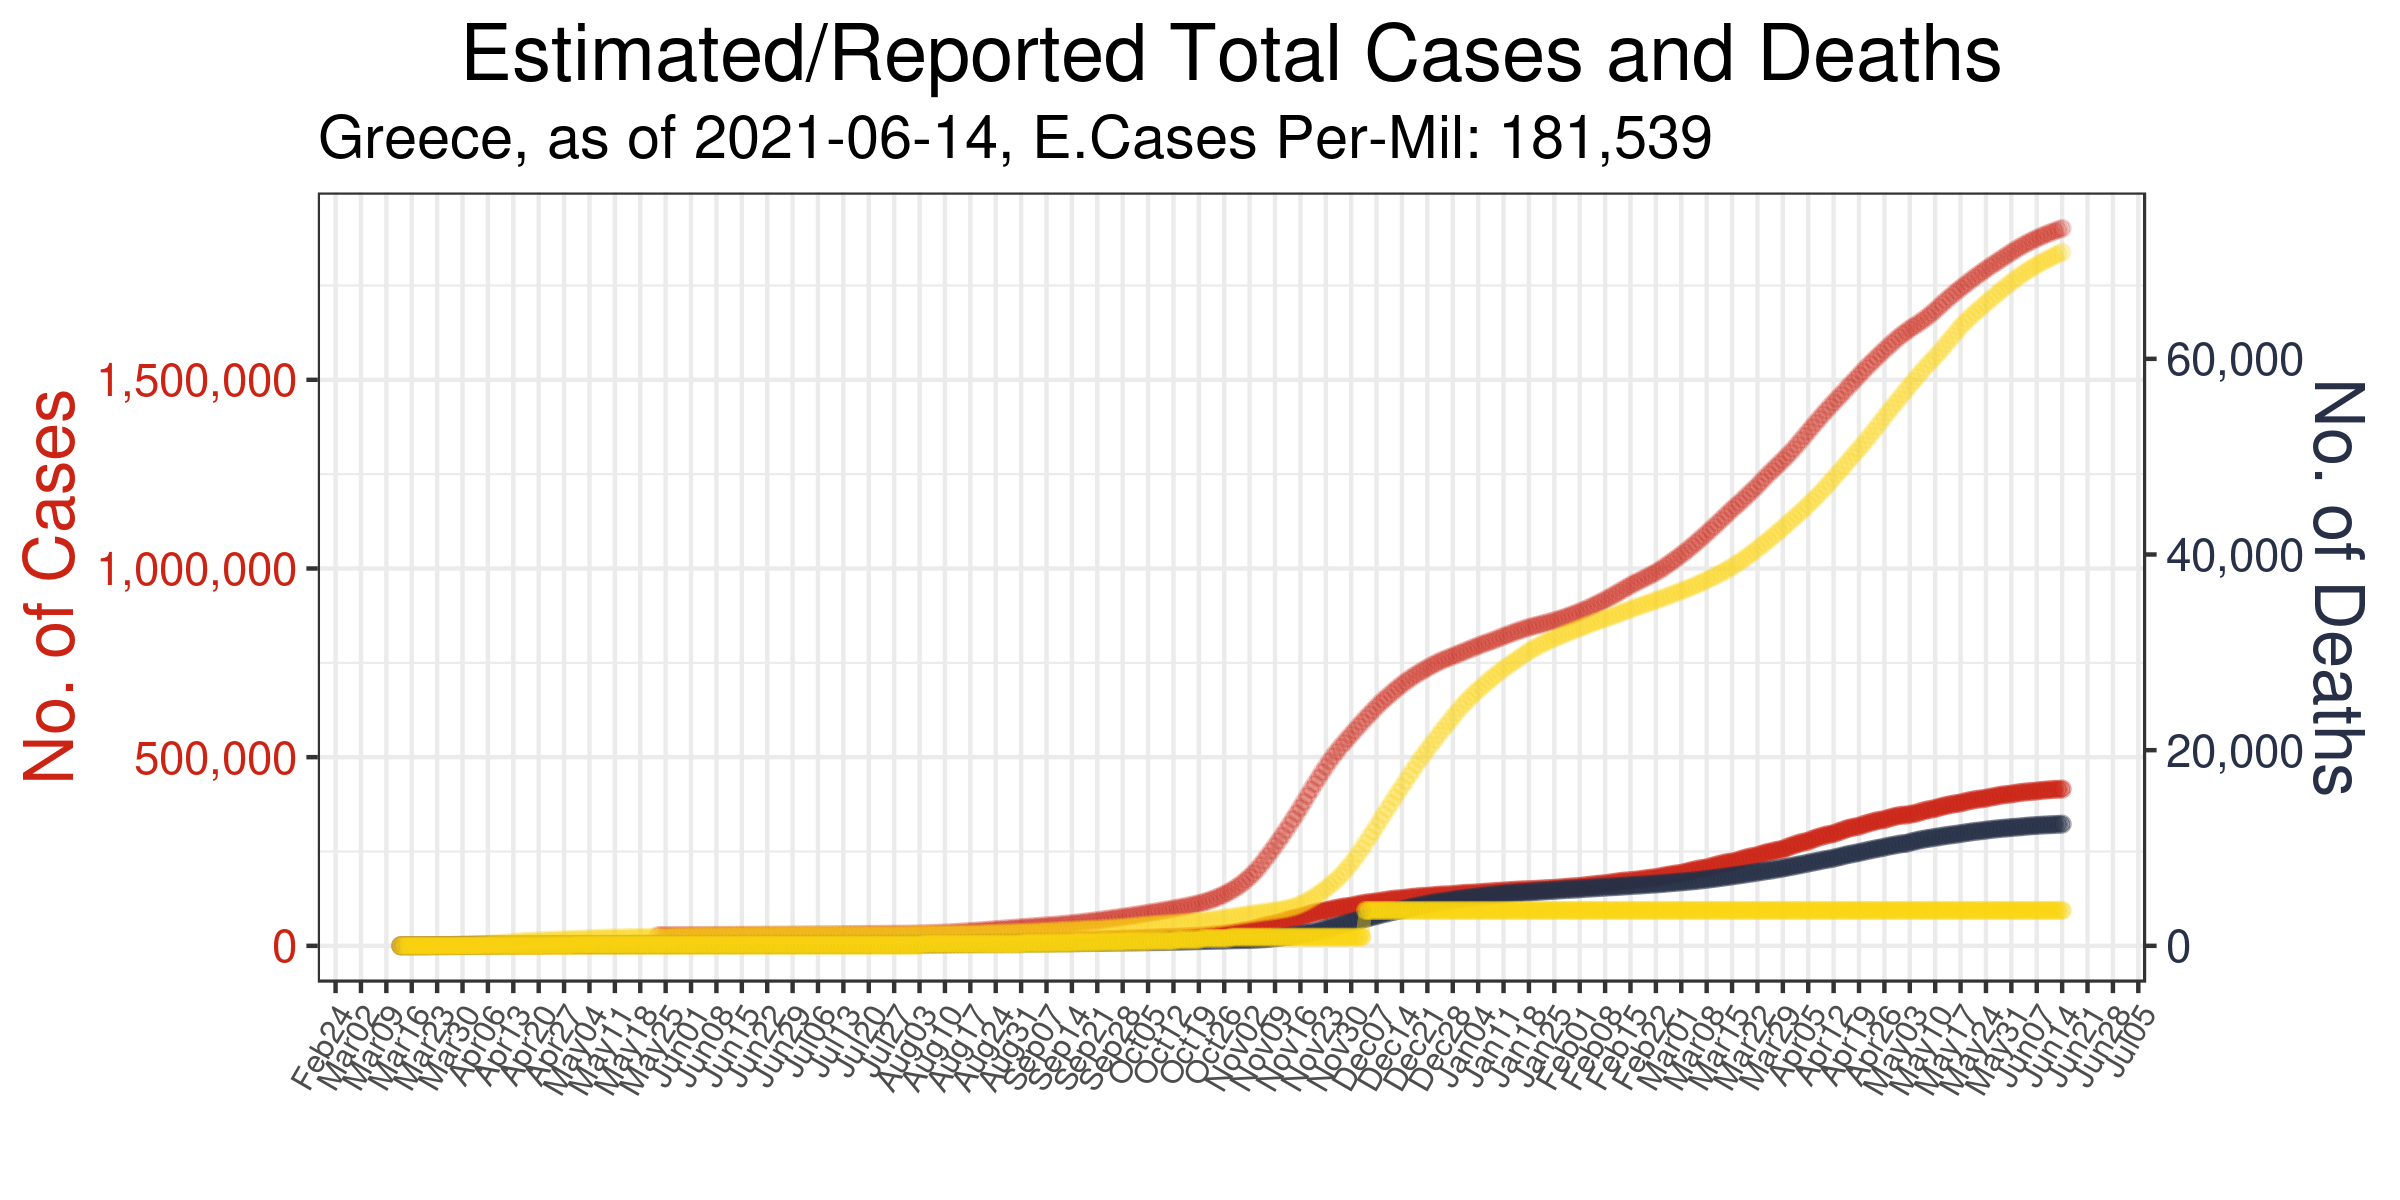 Estimated/Reported Total Cases and Deaths
Greece, as of 2021-06-14, E.Cases Per-Mil: 181,539
No. of Cases
1,500,000
1,000,000
500,000
0
60,000
40,000
20,000
0
No. of Deaths
Feb24
Mar02
Mar09
Mar16
Mar23
Mar30
Apr06
Apr13
Apr20
Apr27
May04
May11
May18
May25
Jun01
Jun08
Jun15
Jun22
Jun29
Jul06
Jul13
Jul20
Jul27
Aug03
Aug10
Aug17
Aug24
Aug31
Sep07
Sep14
Sep21
Sep28
Oct05
Oct12
Oct19
Oct26
Nov02
Nov09
Nov16
Nov23
Nov30
Dec07
Dec14
Dec21
Dec28
Jan04
Jan11
Jan18
Jan25
Feb01
Feb08
Feb15
Feb22
Mar01
Mar08
Mar15
Mar22
Mar29
Apr05
Apr12
Apr19
Apr26
May03
May10
May17
May24
May31
Jun07
Jun14
Jun21
Jun28
Jul05